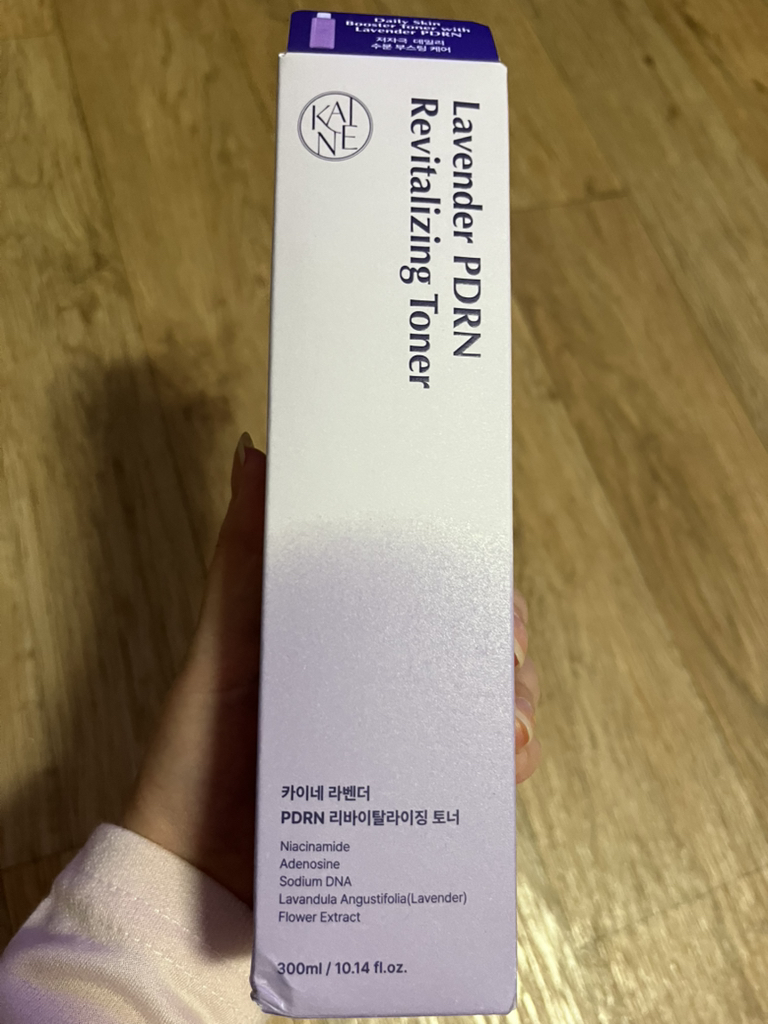 Daily Skin
Booster Toner with
Lavender PDRN
저자극 데일리
수분 부스팅 케어
KAINE
Lavender PDRN
Revitalizing Toner
카이네 라벤더
PDRN 리바이탈라이징 토너
Niacinamide
Adenosine
Sodium DNA
Lavandula Angustifolia(Lavender)
Flower Extract
300ml / 10.14 fl.oz.